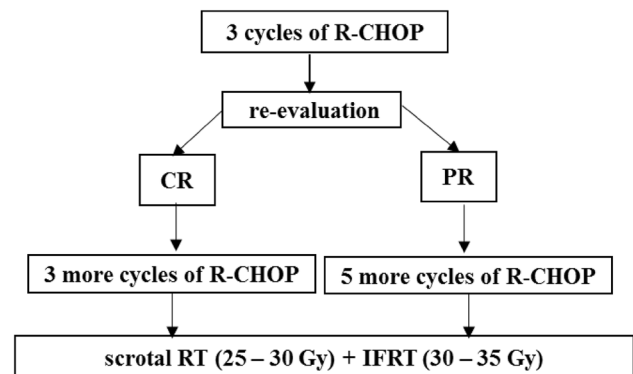 3 cycles of R-CHOP
re-evaluation
CR
PR
3 more cycles of R-CHOP
5 more cycles of R-CHOP
scrotal RT (25 – 30 Gy) + IFRT (30 – 35 Gy)